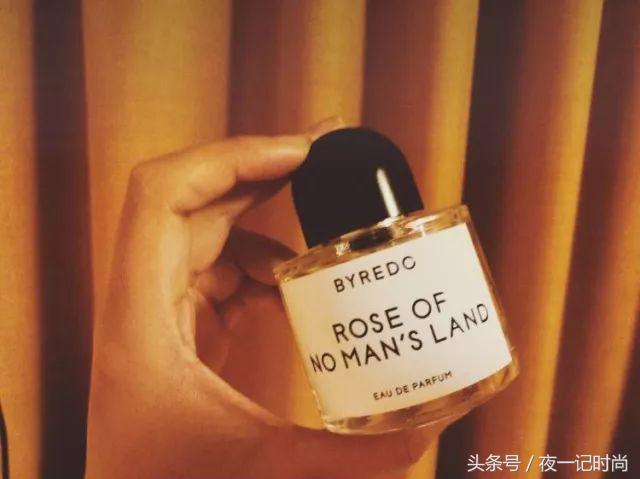 BYREDO
ROSE OF
NO MAN'S LAND
EAU DE PARFUM
头条号 / 夜一记时尚